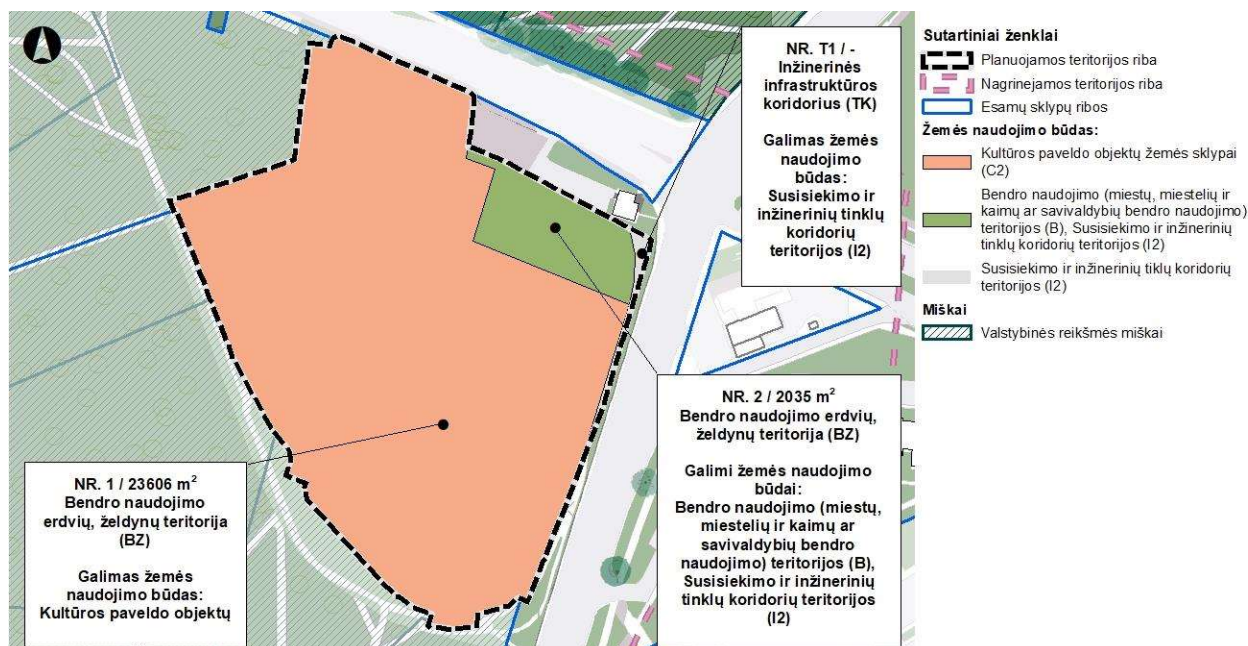 NR. T1 / -
Inžinerinės
infrastruktūros
koridorius (TK)
Galimas žemės
naudojimo
būdas:
Susisiekimo ir
inžinerinių tinklų
koridorių
teritorijos (I2)
NR. 2 / 2035 m²
Bendro naudojimo erdvių,
želdynų teritorija (BZ)
Galimi žemės naudojimo
būdai:
Bendro naudojimo (miestų,
miestelių ir kaimų ar
savivaldybių bendro
naudojimo) teritorijos (B),
Susisiekimo ir inžinerinių
tinklų koridorių teritorijos
(I2)
NR. 1 / 23606 m²
Bendro naudojimo
erdvių, želdynų teritorija
(BZ)
Galimas žemės
naudojimo būdas:
Kultūros paveldo objektų
Sutartiniai ženklai
Planuojamos teritorijos riba
Nagrinejamos teritorijos riba
Esamų sklypų ribos
Žemės naudojimo būdas:
Kultūros paveldo objektų žemės sklypai
(C2)
Bendro naudojimo (miestų, miestelių ir
kaimų ar savivaldybių bendro naudojimo)
teritorijos (B), Susisiekimo ir inžinerinių
tinklų koridorių teritorijos (I2)
Susisiekimo ir inžinerinių tiklų koridorių
teritorijos (I2)
Miškai
Valstybinės reikšmės miškai